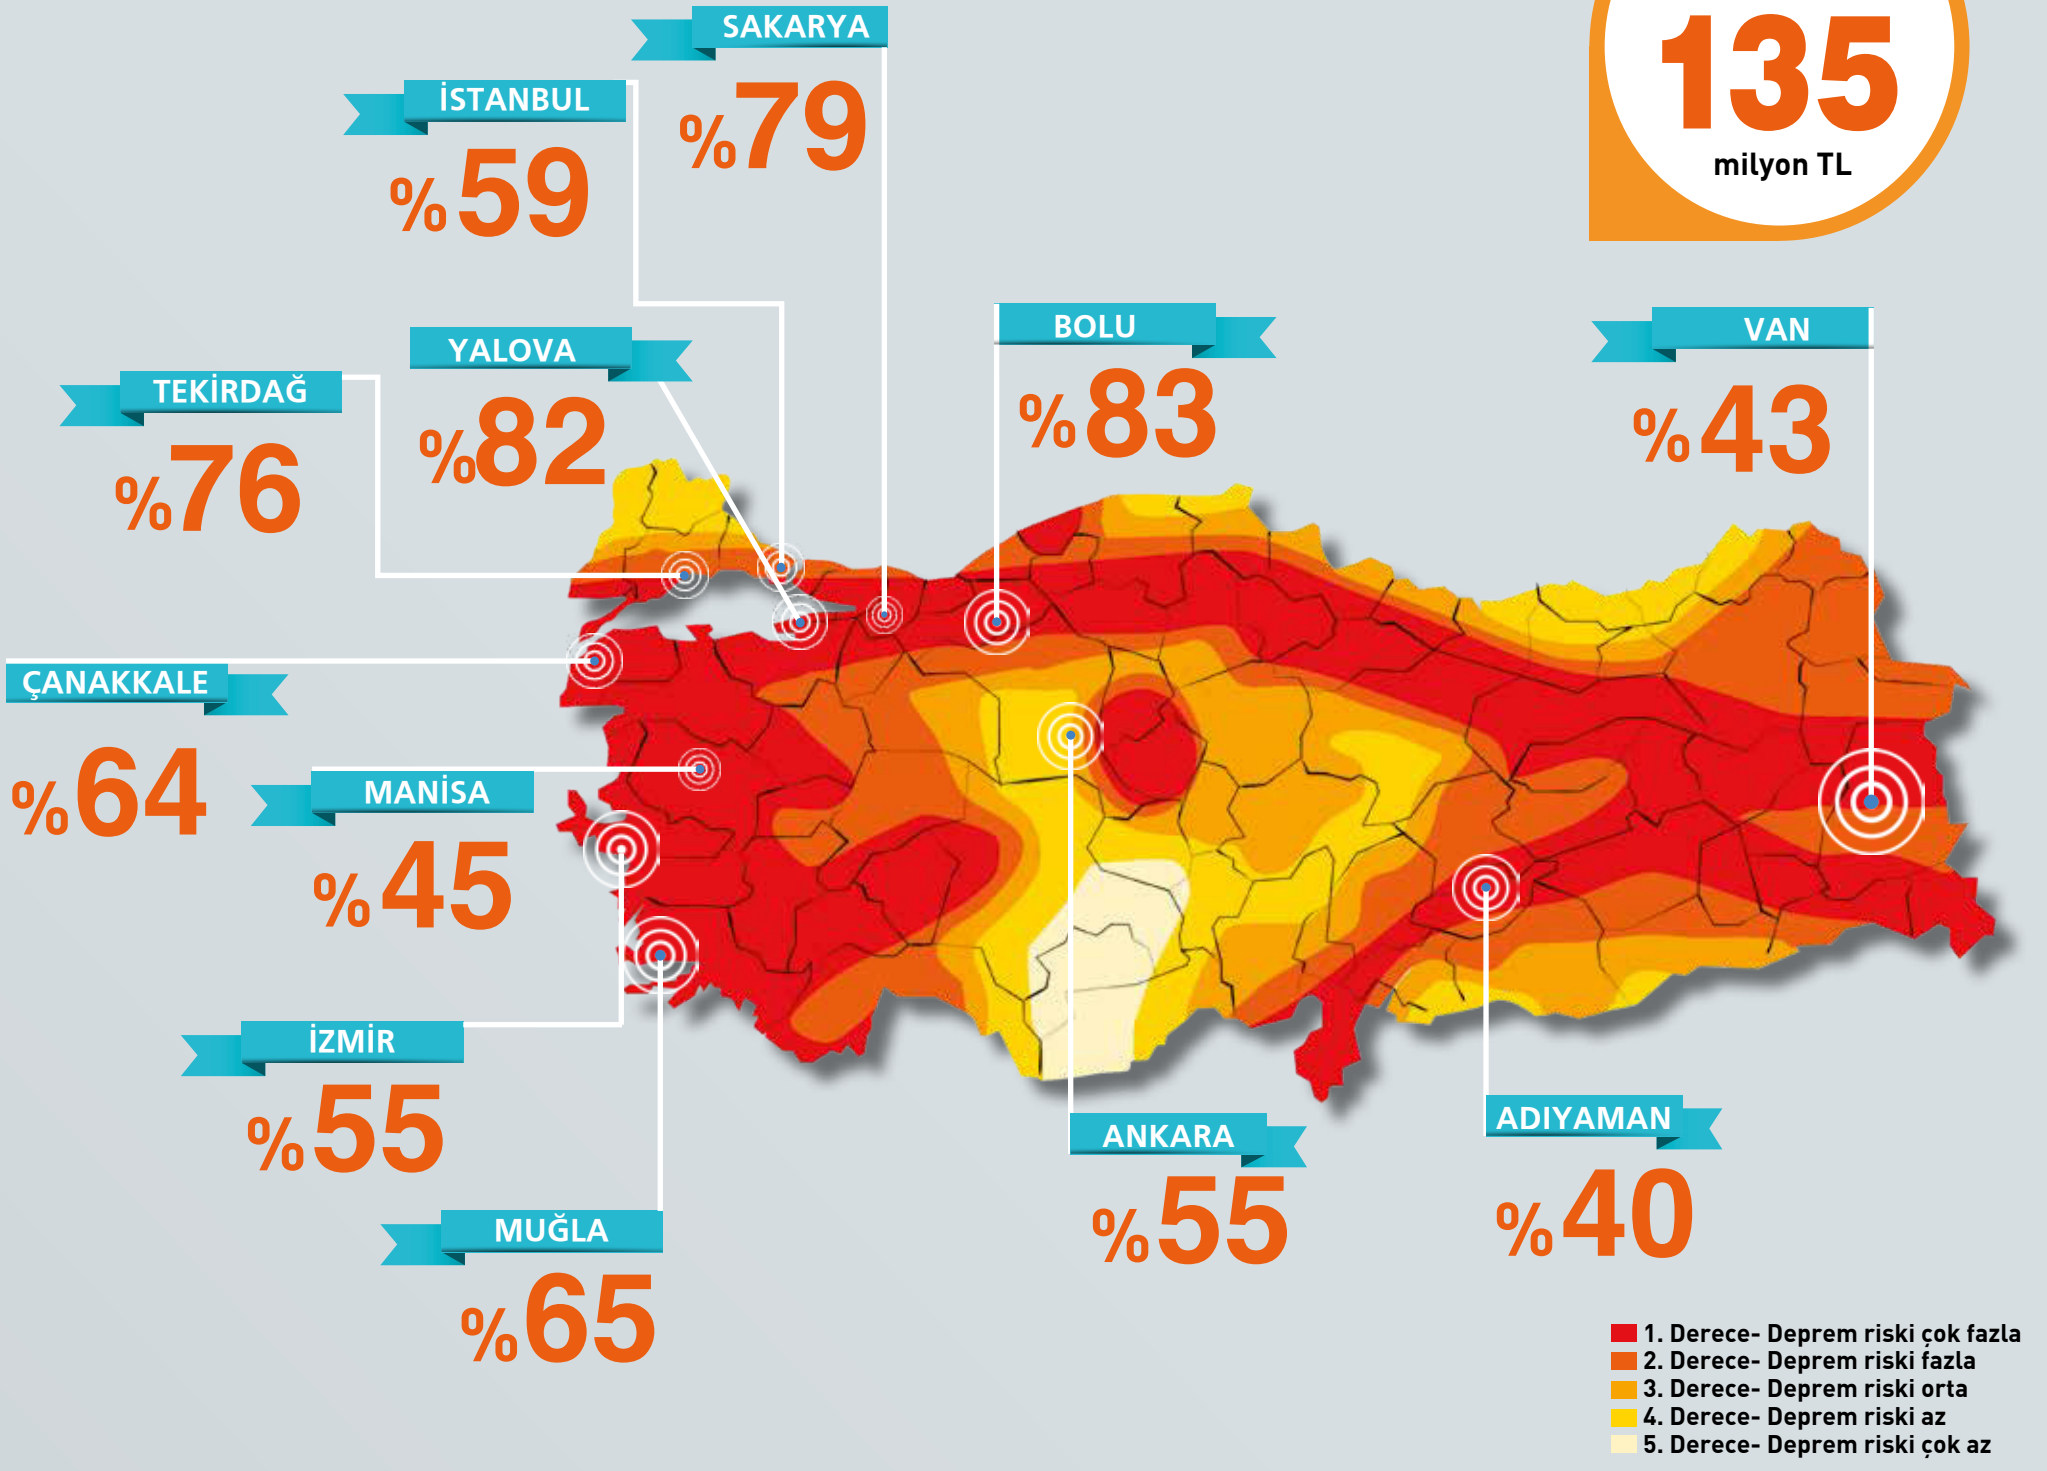 SAKARYA
%79
135
milyon TL
İSTANBUL
%59
YALOVA
%82
BOLU
%83
VAN
%43
TEKİRDAĞ
%76
ÇANAKKALE
%64
MANİSA
%45
İZMİR
%55
MUĞLA
%65
ANKARA
%55
ADIYAMAN
%40
1. Derece- Deprem riski çok fazla
2. Derece- Deprem riski fazla
3. Derece- Deprem riski orta
4. Derece- Deprem riski az
5. Derece- Deprem riski çok az